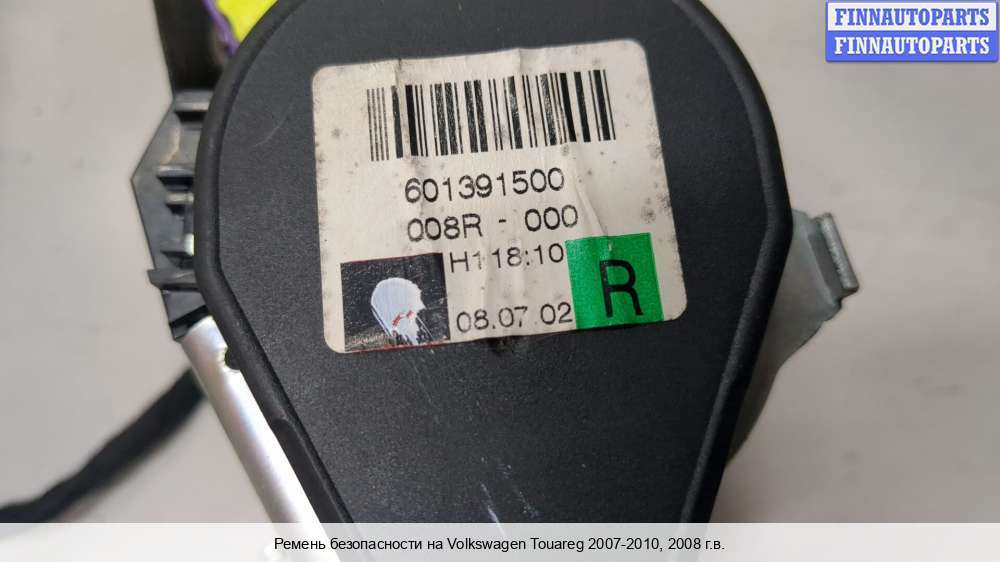 FINNAUTOPARTS
FINNAUTOPARTS
601391500
008R - 000
H1 18:10
08.07.02
R
Ремень безопасности на Volkswagen Touareg 2007-2010, 2008 г.в.